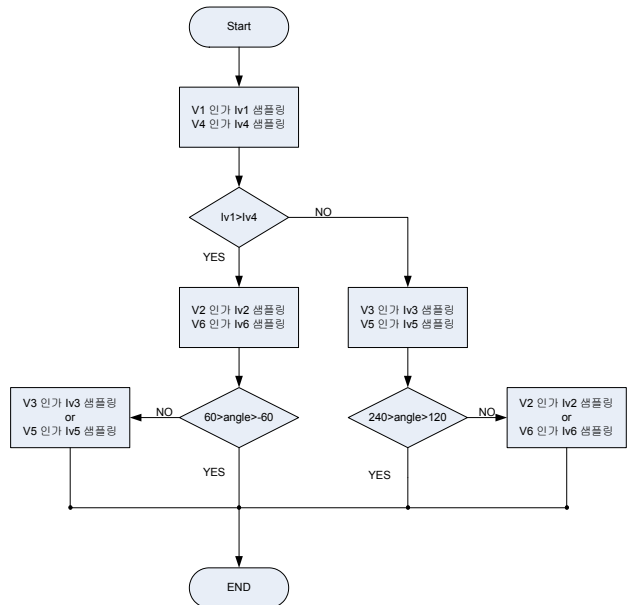 Start
V1 인가 Iv1 샘플링
V4 인가 Iv4 샘플링
Iv1>Iv4
NO
YES
V2 인가 Iv2 샘플링
V6 인가 Iv6 샘플링
V3 인가 Iv3 샘플링
V5 인가 Iv5 샘플링
V3 인가 Iv3 샘플링
or
V5 인가 Iv5 샘플링
NO
60>angle>-60
240>angle>120
NO
V2 인가 Iv2 샘플링
or
V6 인가 Iv6 샘플링
YES
YES
END